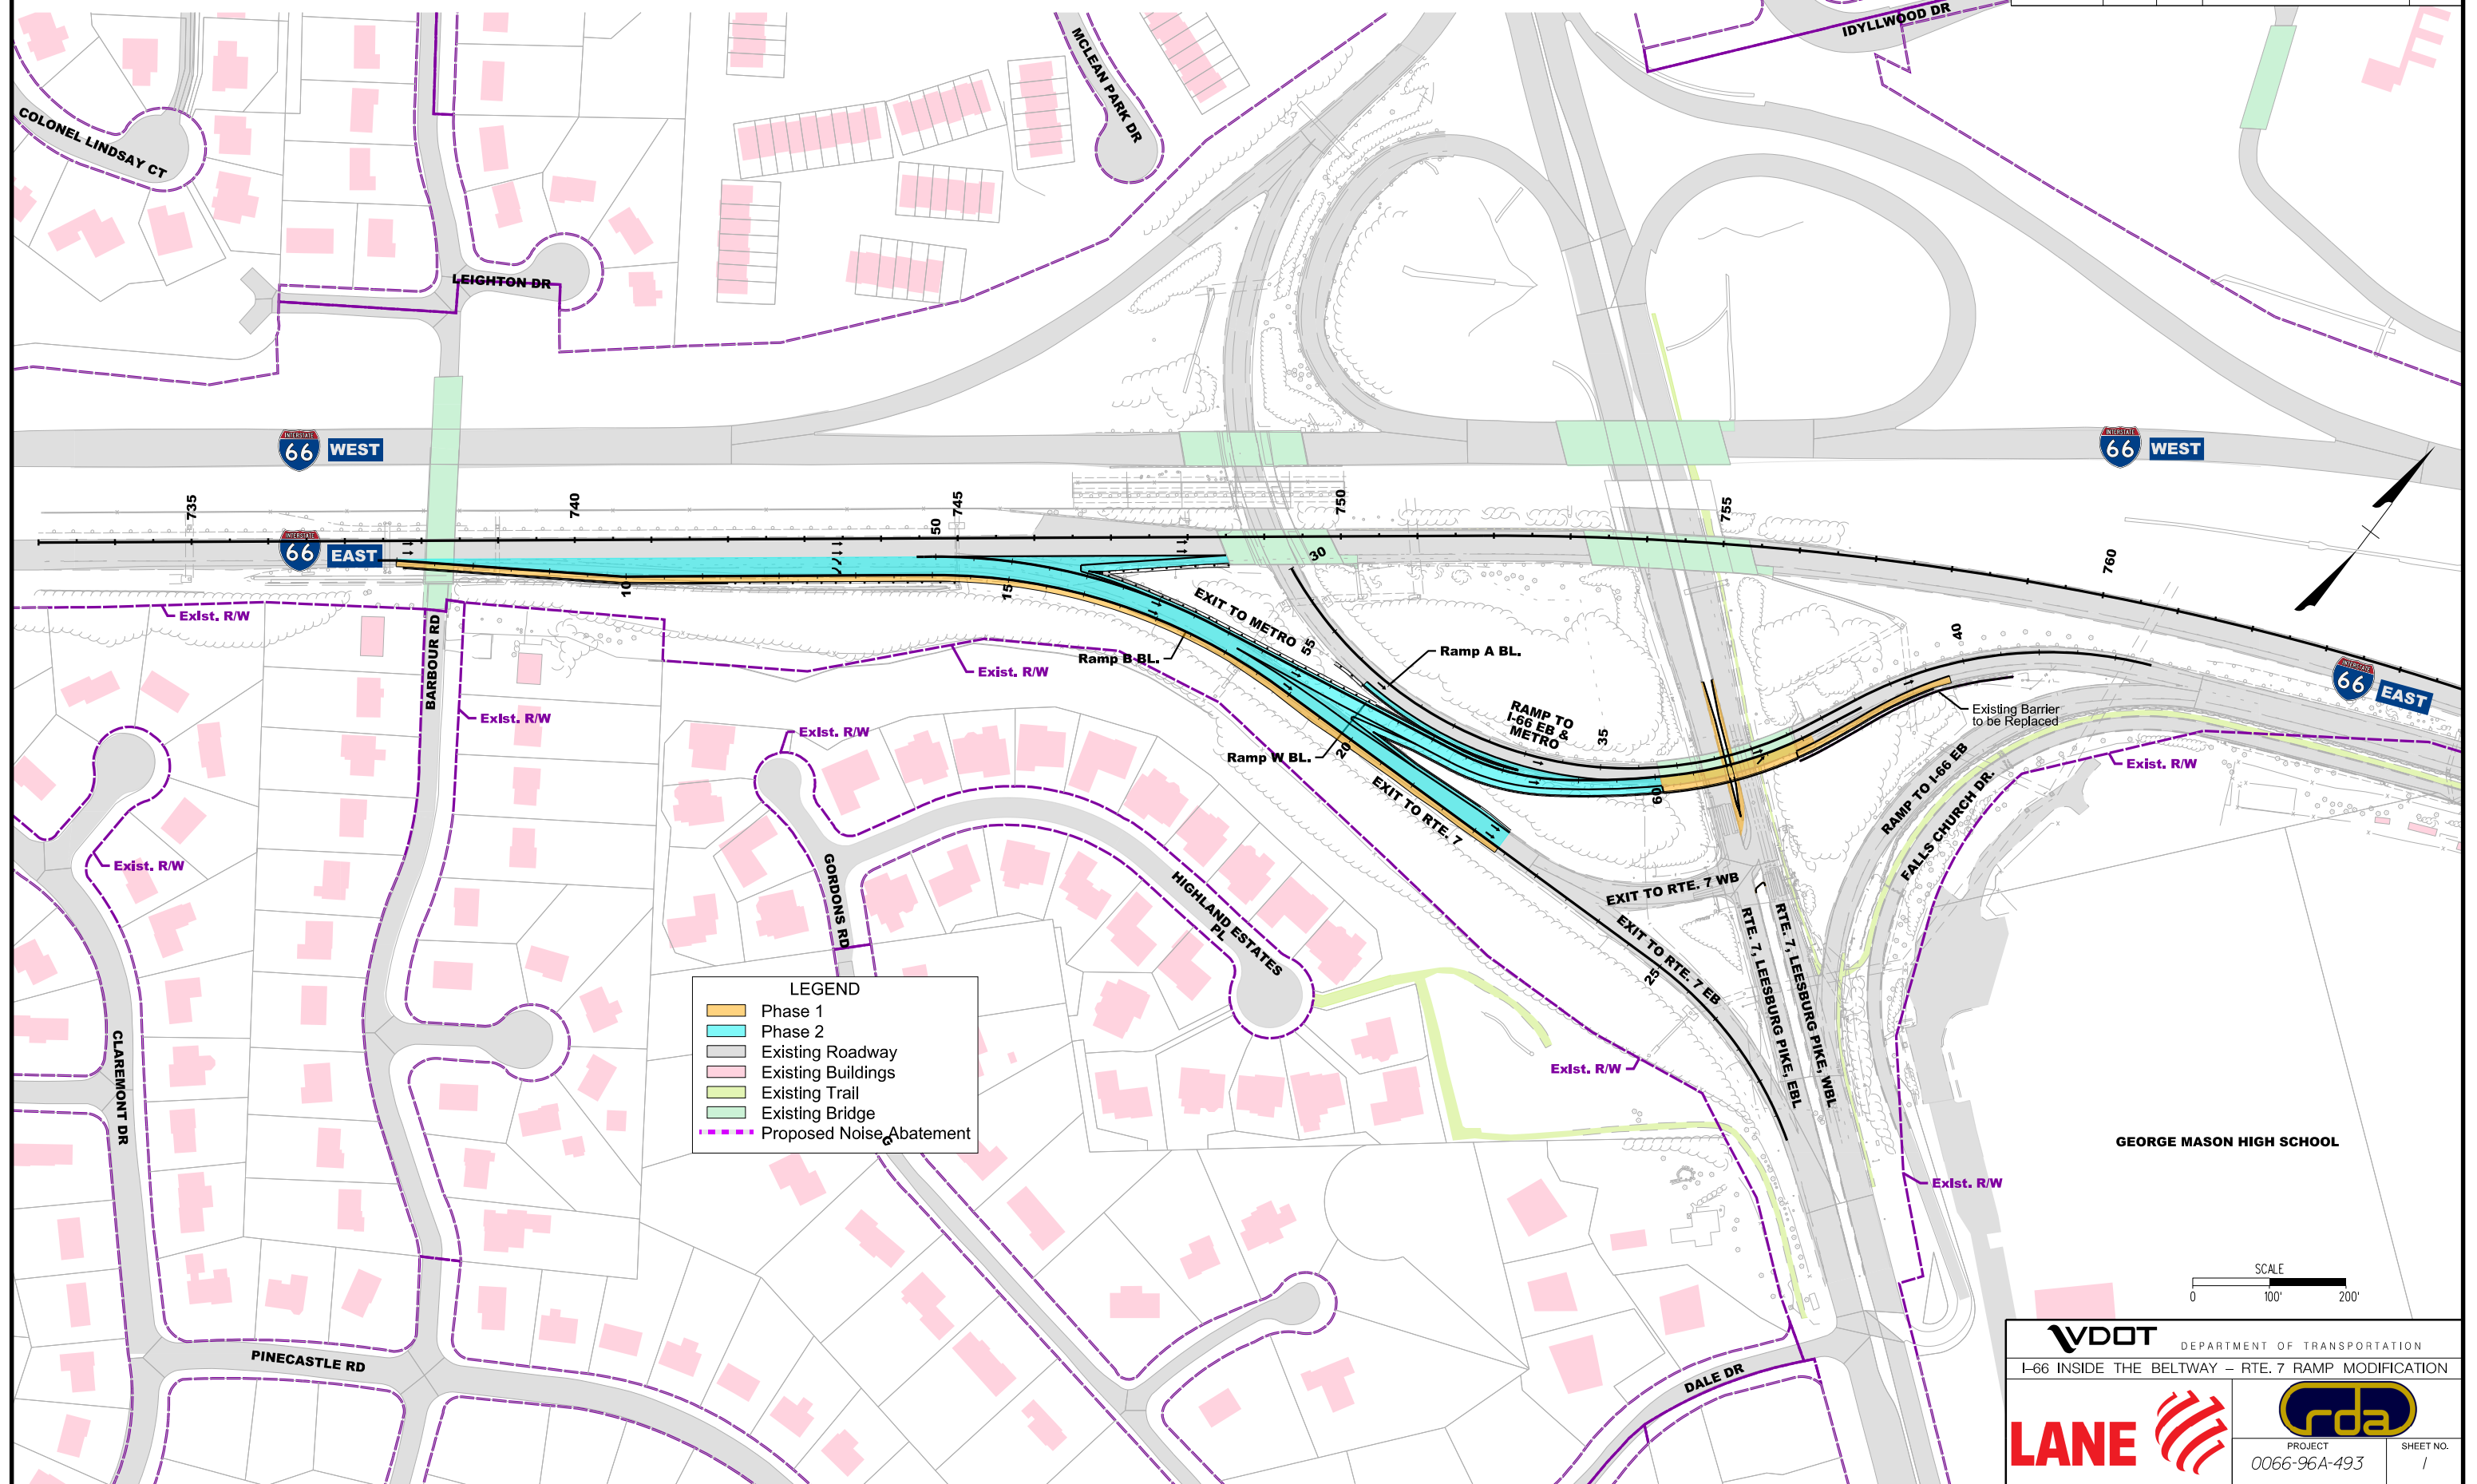 IDYLLWOOD DR
MCLEAN PARK DR
COLONEL LINDSAY CT
LEIGHTON DR
INTERSTATE
66
WEST
INTERSTATE
66
WEST
735
740
50
745
750
755
760
INTERSTATE
66
EAST
30
10
15
EXIT TO METRO
55
40
Exist. R/W
BARBOUR RD
Ramp B BL.
Ramp A BL.
Exist. R/W
INTERSTATE
66
EAST
Exist. R/W
RAMP TO
I-66 EB &
METRO
35
Existing Barrier
to be Replaced
Exist. R/W
Ramp W BL.
20
60
EXIT TO RTE. 7
RAMP TO I-66 EB
FALLS CHURCH DR.
Exist. R/W
Exist. R/W
GORDONS RD
HIGHLAND ESTATES
PL
EXIT TO RTE. 7 WB
EXIT TO RTE. 7 EB
25
RTE. 7, LEESBURG PIKE, EBL
RTE. 7, LEESBURG PIKE, WBL
LEGEND
Phase 1
Phase 2
Existing Roadway
Existing Buildings
Existing Trail
Existing Bridge
Proposed Noise Abatement
G
CLAREMONT DR
Exist. R/W
GEORGE MASON HIGH SCHOOL
Exist. R/W
PINECASTLE RD
DALE DR
SCALE
0 100' 200'
VDOT DEPARTMENT OF TRANSPORTATION
I-66 INSIDE THE BELTWAY – RTE. 7 RAMP MODIFICATION
LANE
rda
PROJECT
0066-96A-493
SHEET NO.
1